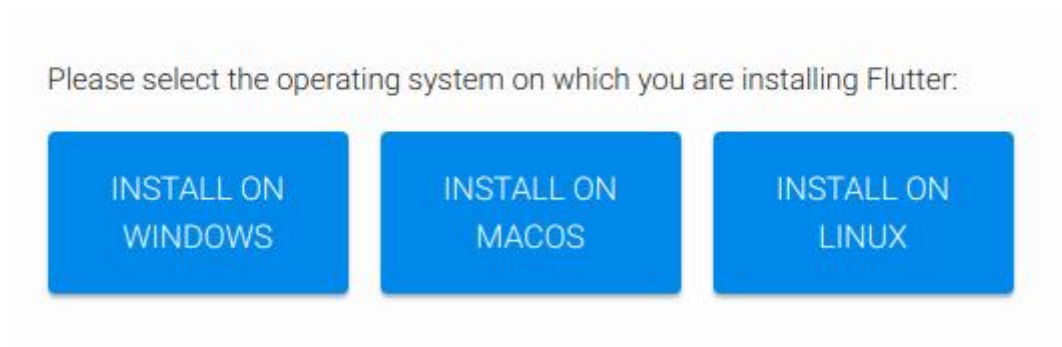 Please select the operating system on which you are installing Flutter:
INSTALL ON
WINDOWS
INSTALL ON
MACOS
INSTALL ON
LINUX